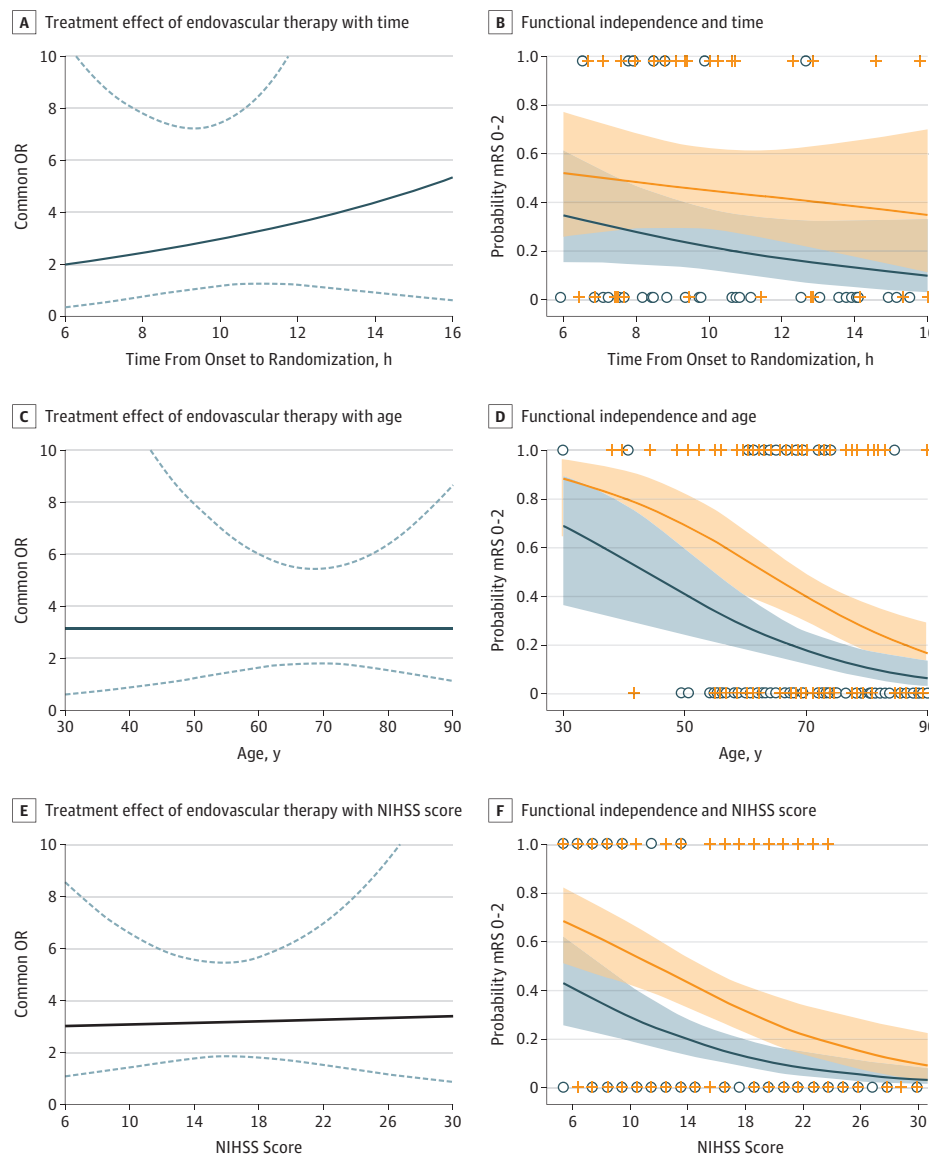 A Treatment effect of endovascular therapy with time
10
8
6
4
2
0
Common OR
6 8 10 12 14 16
Time From Onset to Randomization, h
B Functional independence and time
1.0
0.8
0.6
0.4
0.2
0
Probability mRS 0-2
6 8 10 12 14 16
Time From Onset to Randomization, h
C Treatment effect of endovascular therapy with age
10
8
6
4
2
0
Common OR
30 40 50 60 70 80 90
Age, y
D Functional independence and age
1.0
0.8
0.6
0.4
0.2
0
Probability mRS 0-2
30 50 70 90
Age, y
E Treatment effect of endovascular therapy with NIHSS score
10
8
6
4
2
0
Common OR
6 10 14 18 22 26 30
NIHSS Score
F Functional independence and NIHSS score
1.0
0.8
0.6
0.4
0.2
0
Probability mRS 0-2
6 10 14 18 22 26 30
NIHSS Score